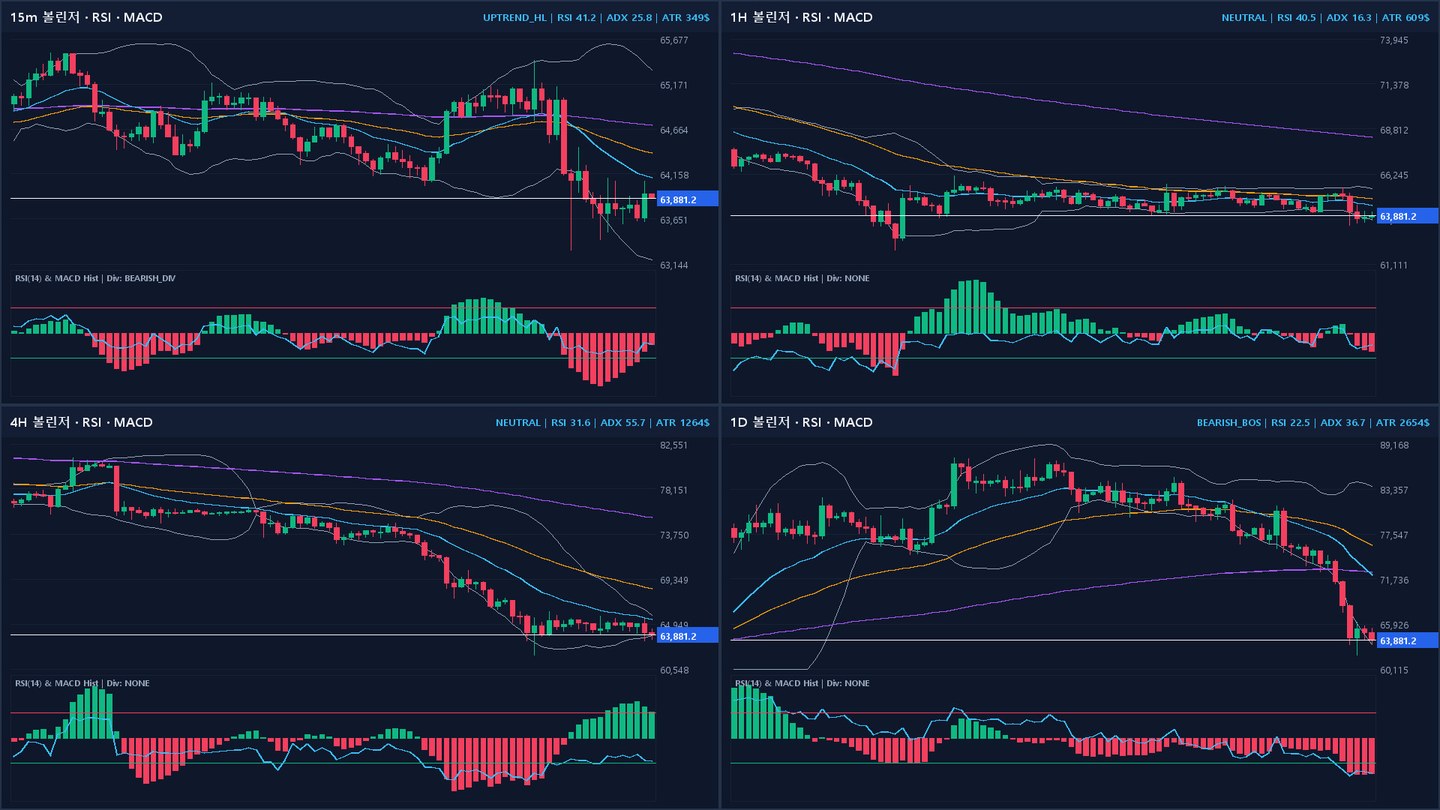 15m 볼린저 · RSI · MACD
UPTREND_HL | RSI 41.2 | ADX 25.8 | ATR 349$
65,677
65,171
64,664
64,158
63,881.2
63,651
63,144
RSI(14) & MACD Hist | Div: BEARISH_DIV
1H 볼린저 · RSI · MACD
NEUTRAL | RSI 40.5 | ADX 16.3 | ATR 609$
73,945
71,378
68,812
66,245
63,881.2
61,111
RSI(14) & MACD Hist | Div: NONE
4H 볼린저 · RSI · MACD
NEUTRAL | RSI 31.6 | ADX 55.7 | ATR 1264$
82,551
78,151
73,750
69,349
64,949
63,881.2
60,548
RSI(14) & MACD Hist | Div: NONE
1D 볼린저 · RSI · MACD
BEARISH_BOS | RSI 22.5 | ADX 36.7 | ATR 2654$
89,168
83,357
77,547
71,736
65,926
63,881.2
60,115
RSI(14) & MACD Hist | Div: NONE